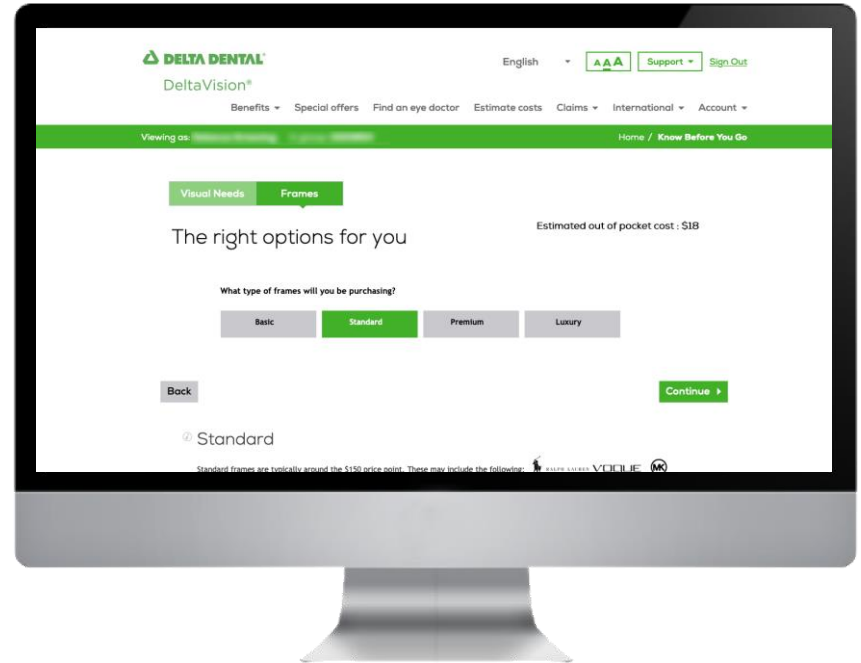 DELTA DENTAL®
DeltaVision®
English
A A A
Support
Sign Out
Benefits Special offers Find an eye doctor Estimate costs Claims International Account
Viewing as:
Home / Know Before You Go
Visual Needs Frames
The right options for you
Estimated out of pocket cost : $18
What type of frames will you be purchasing?
Basic Standard Premium Luxury
Back
Continue
Standard
Standard frames are typically around the $150 price point. These may include the following: RALPH LAUREN VOGUE MK